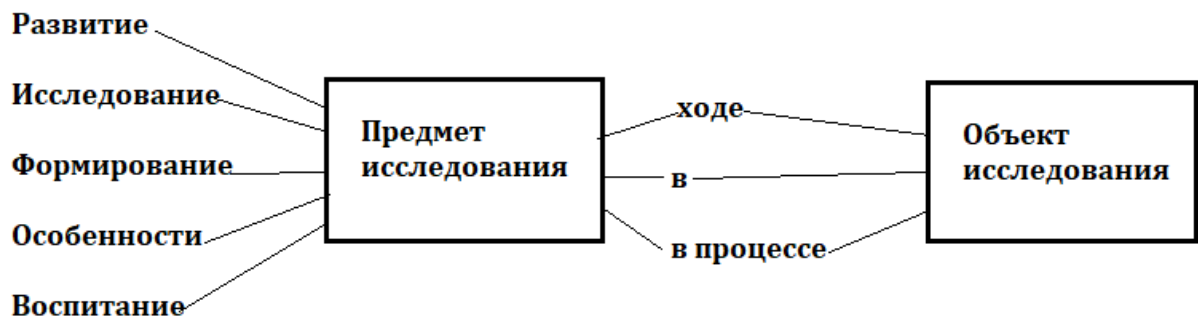 Развитие
Исследование
Формирование
Особенности
Воспитание
Предмет
исследования
ходе
в
в процессе
Объект
исследования